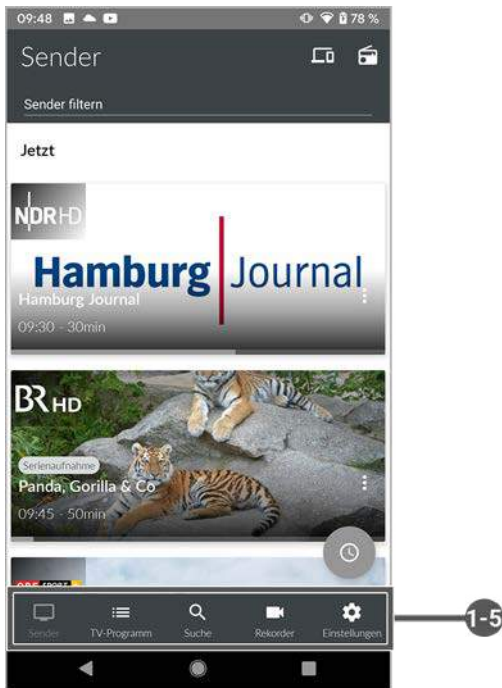 09:48 78 %
Sender
Sender filtern
Jetzt
NDR HD
Hamburg Journal
Hamburg Journal
09:30 - 30min
BR HD
Serienaufnahme
Panda, Gorilla & Co
09:45 - 50min
Sender TV-Programm Suche Rekorder Einstellungen
1-5